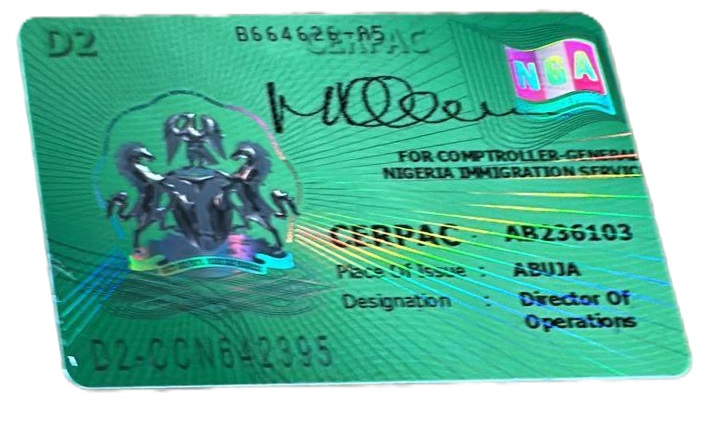 D2
B664626-A5
CERPAC
NGA
FOR COMPTROLLER-GENERAL
NIGERIA IMMIGRATION SERVIC
CERPAC AB236103
Place Of Issue : ABUJA
Designation : Director Of
Operations
D2-CCN642395